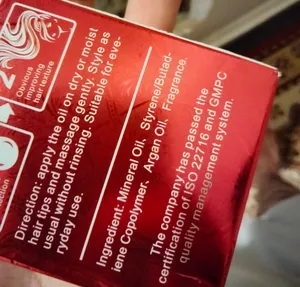 2
Obvious
improving
hair texture
Direction: apply the oil on dry or moist
hair tips and massage gently; Style as
usual without rinsing. Suitable for eve-
ryday use.
Ingredient: Mineral Oil, Styrene/Butad-
iene Copolymer. Argan Oil, Fragrance.
The company has passed the
certification of ISO 22716 and GMPC
quality management system.